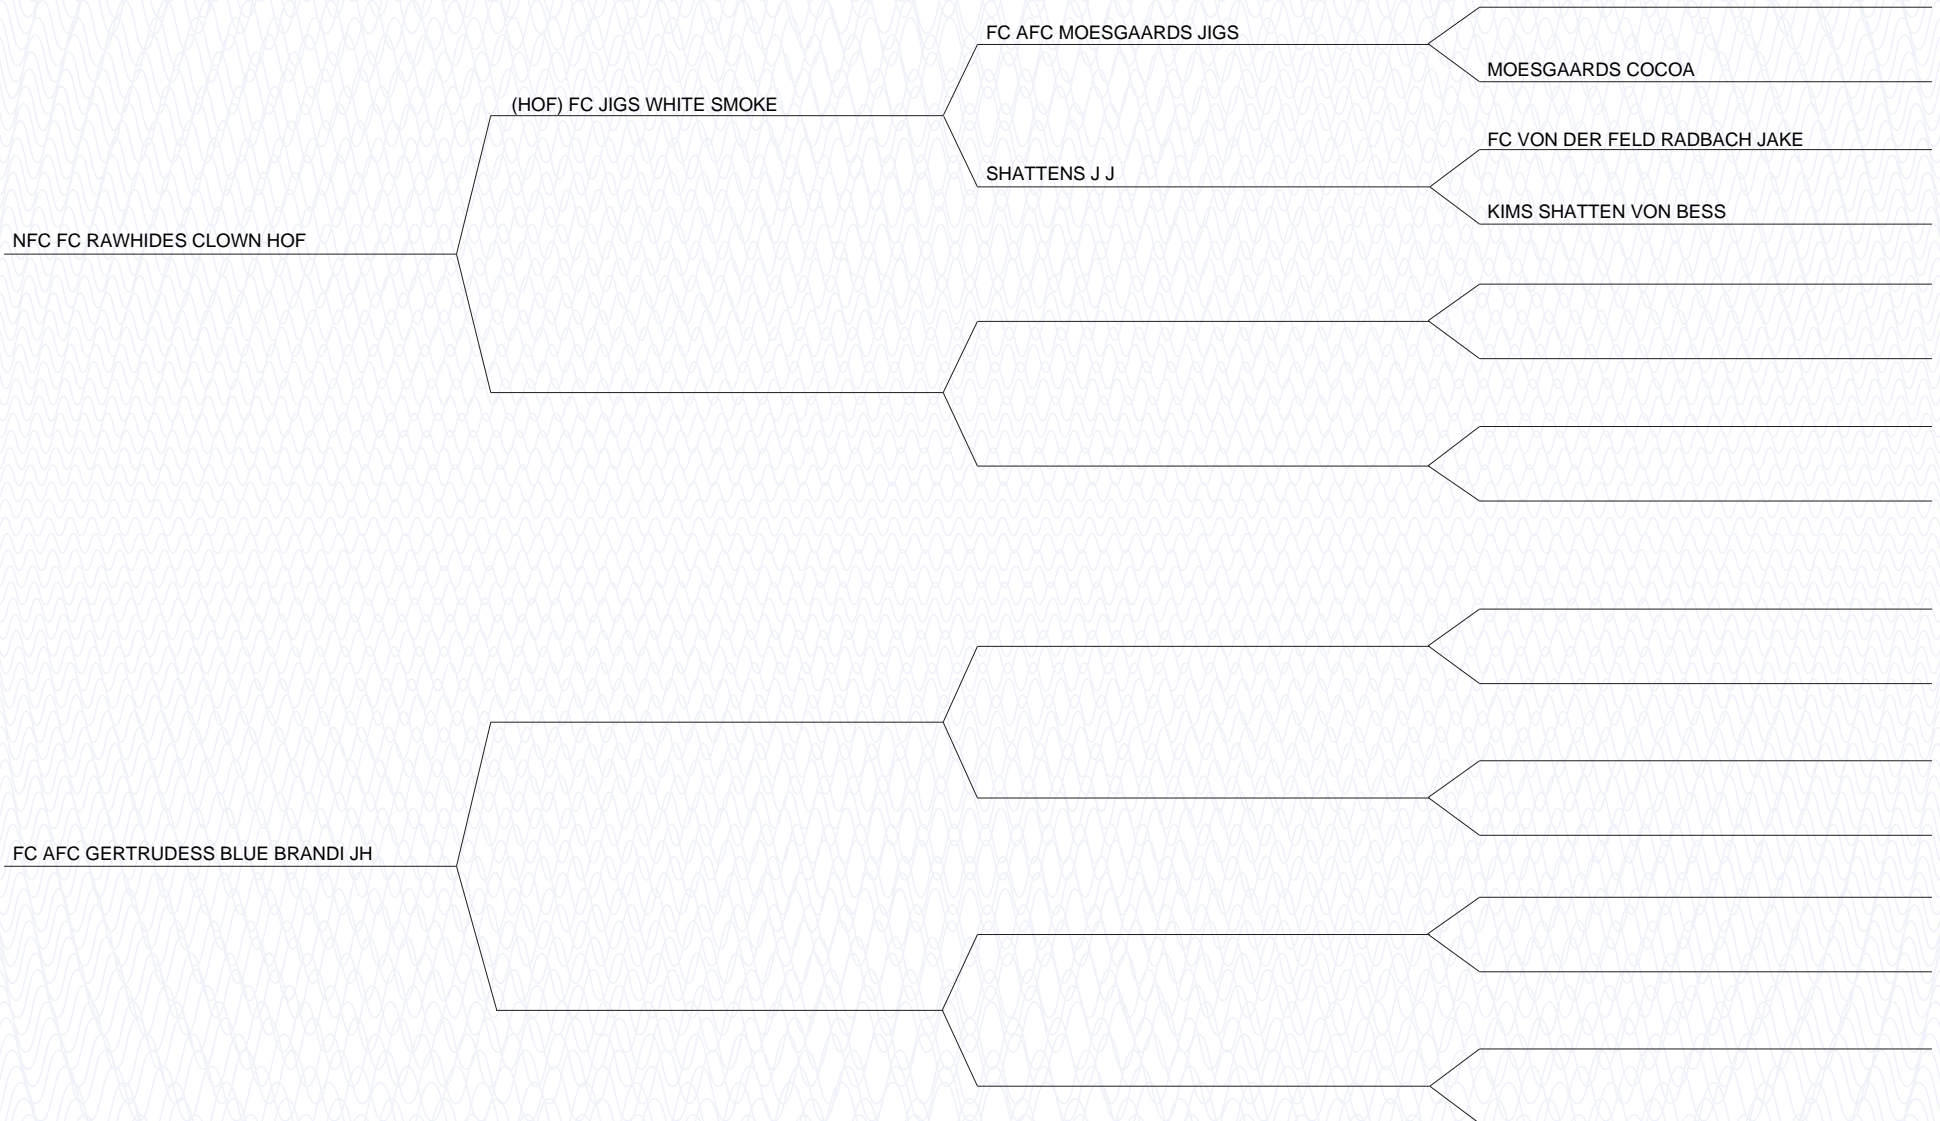 FC AFC MOESGAARDS JIGS
MOESGAARDS COCOA
(HOF) FC JIGS WHITE SMOKE
FC VON DER FELD RADBACH JAKE
SHATTENS J J
KIMS SHATTEN VON BESS
NFC FC RAWHIDES CLOWN HOF
FC AFC GERTRUDESS BLUE BRANDI JH